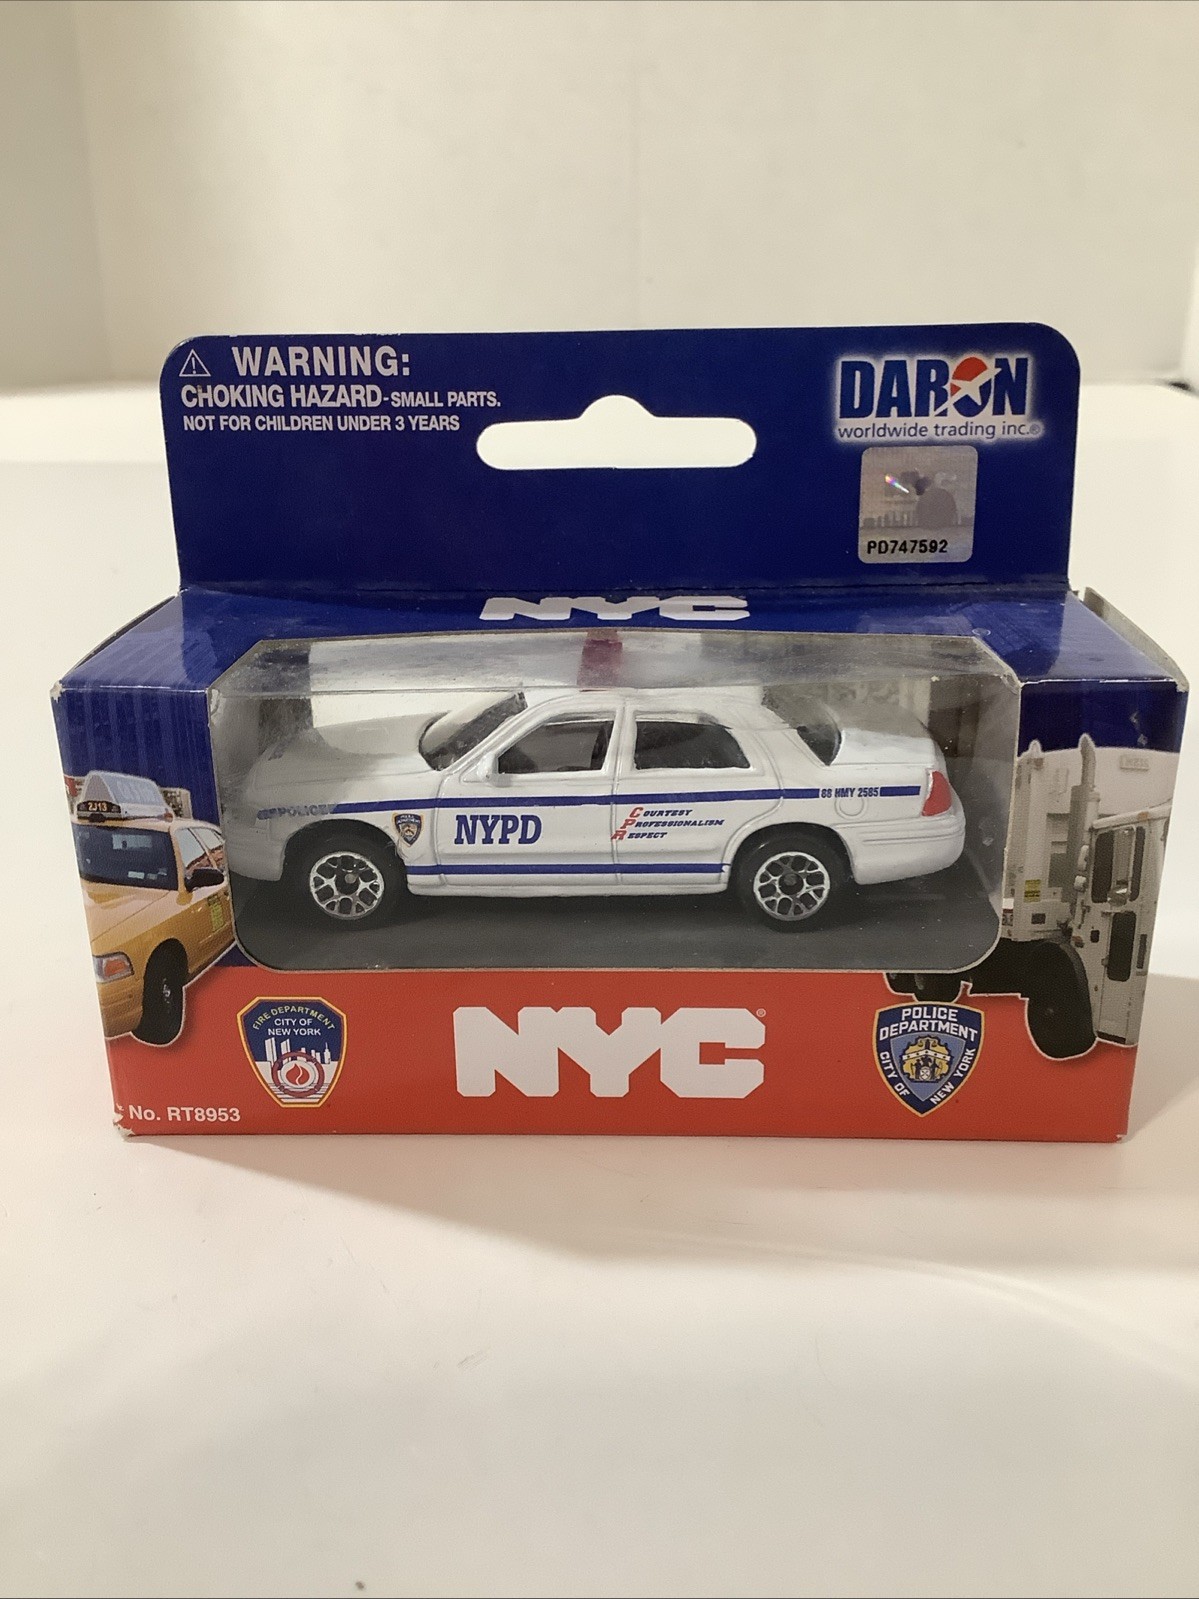 WARNING:
CHOKING HAZARD-SMALL PARTS.
NOT FOR CHILDREN UNDER 3 YEARS
DARON
worldwide trading inc.®
PD747592
NYC
2J13
POLICE
NYPD
COURTESY
PROFESSIONALISM
RESPECT
88 HMY 2585
FIRE DEPARTMENT
CITY OF
NEW YORK
NYC®
POLICE
DEPARTMENT
CITY OF
NEW YORK
No. RT8953